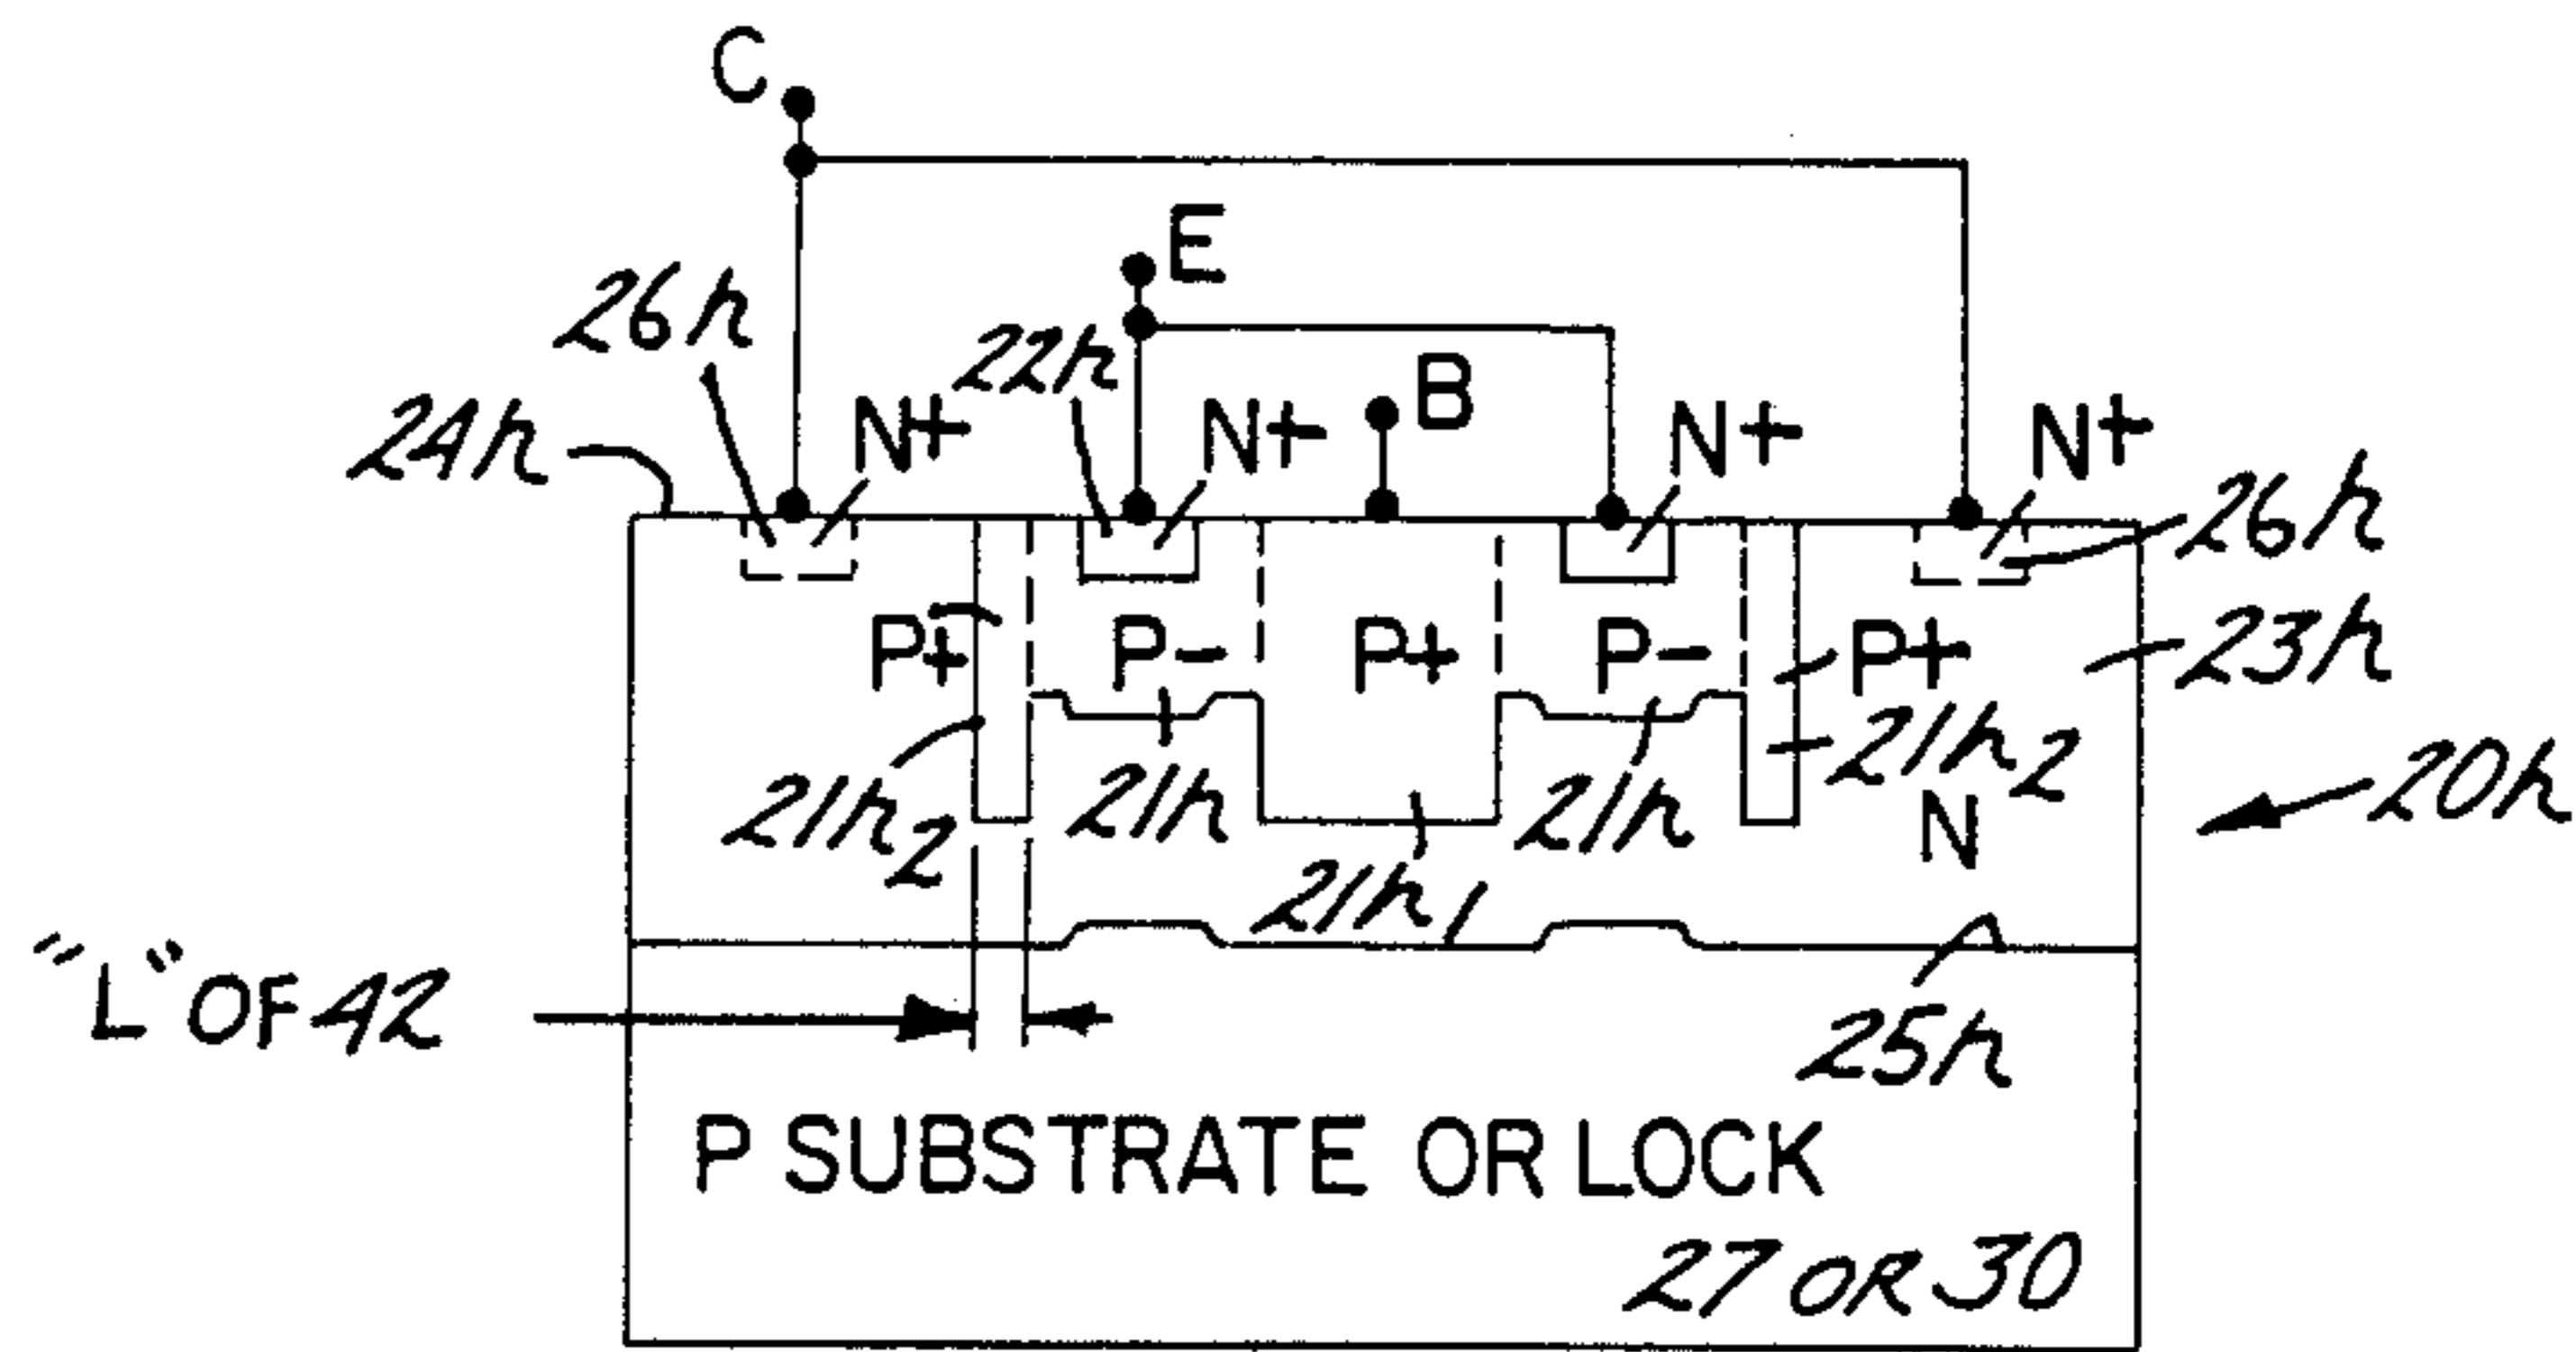 C
E
26h
22h
B
24h
N+
N+
N+
N+
26h
P+
P-
P+
P-
P+
23h
21h2
21h
21h1
21h
21h2
20h
N
"L" OF 42
25h
P SUBSTRATE OR LOCK
27 OR 30